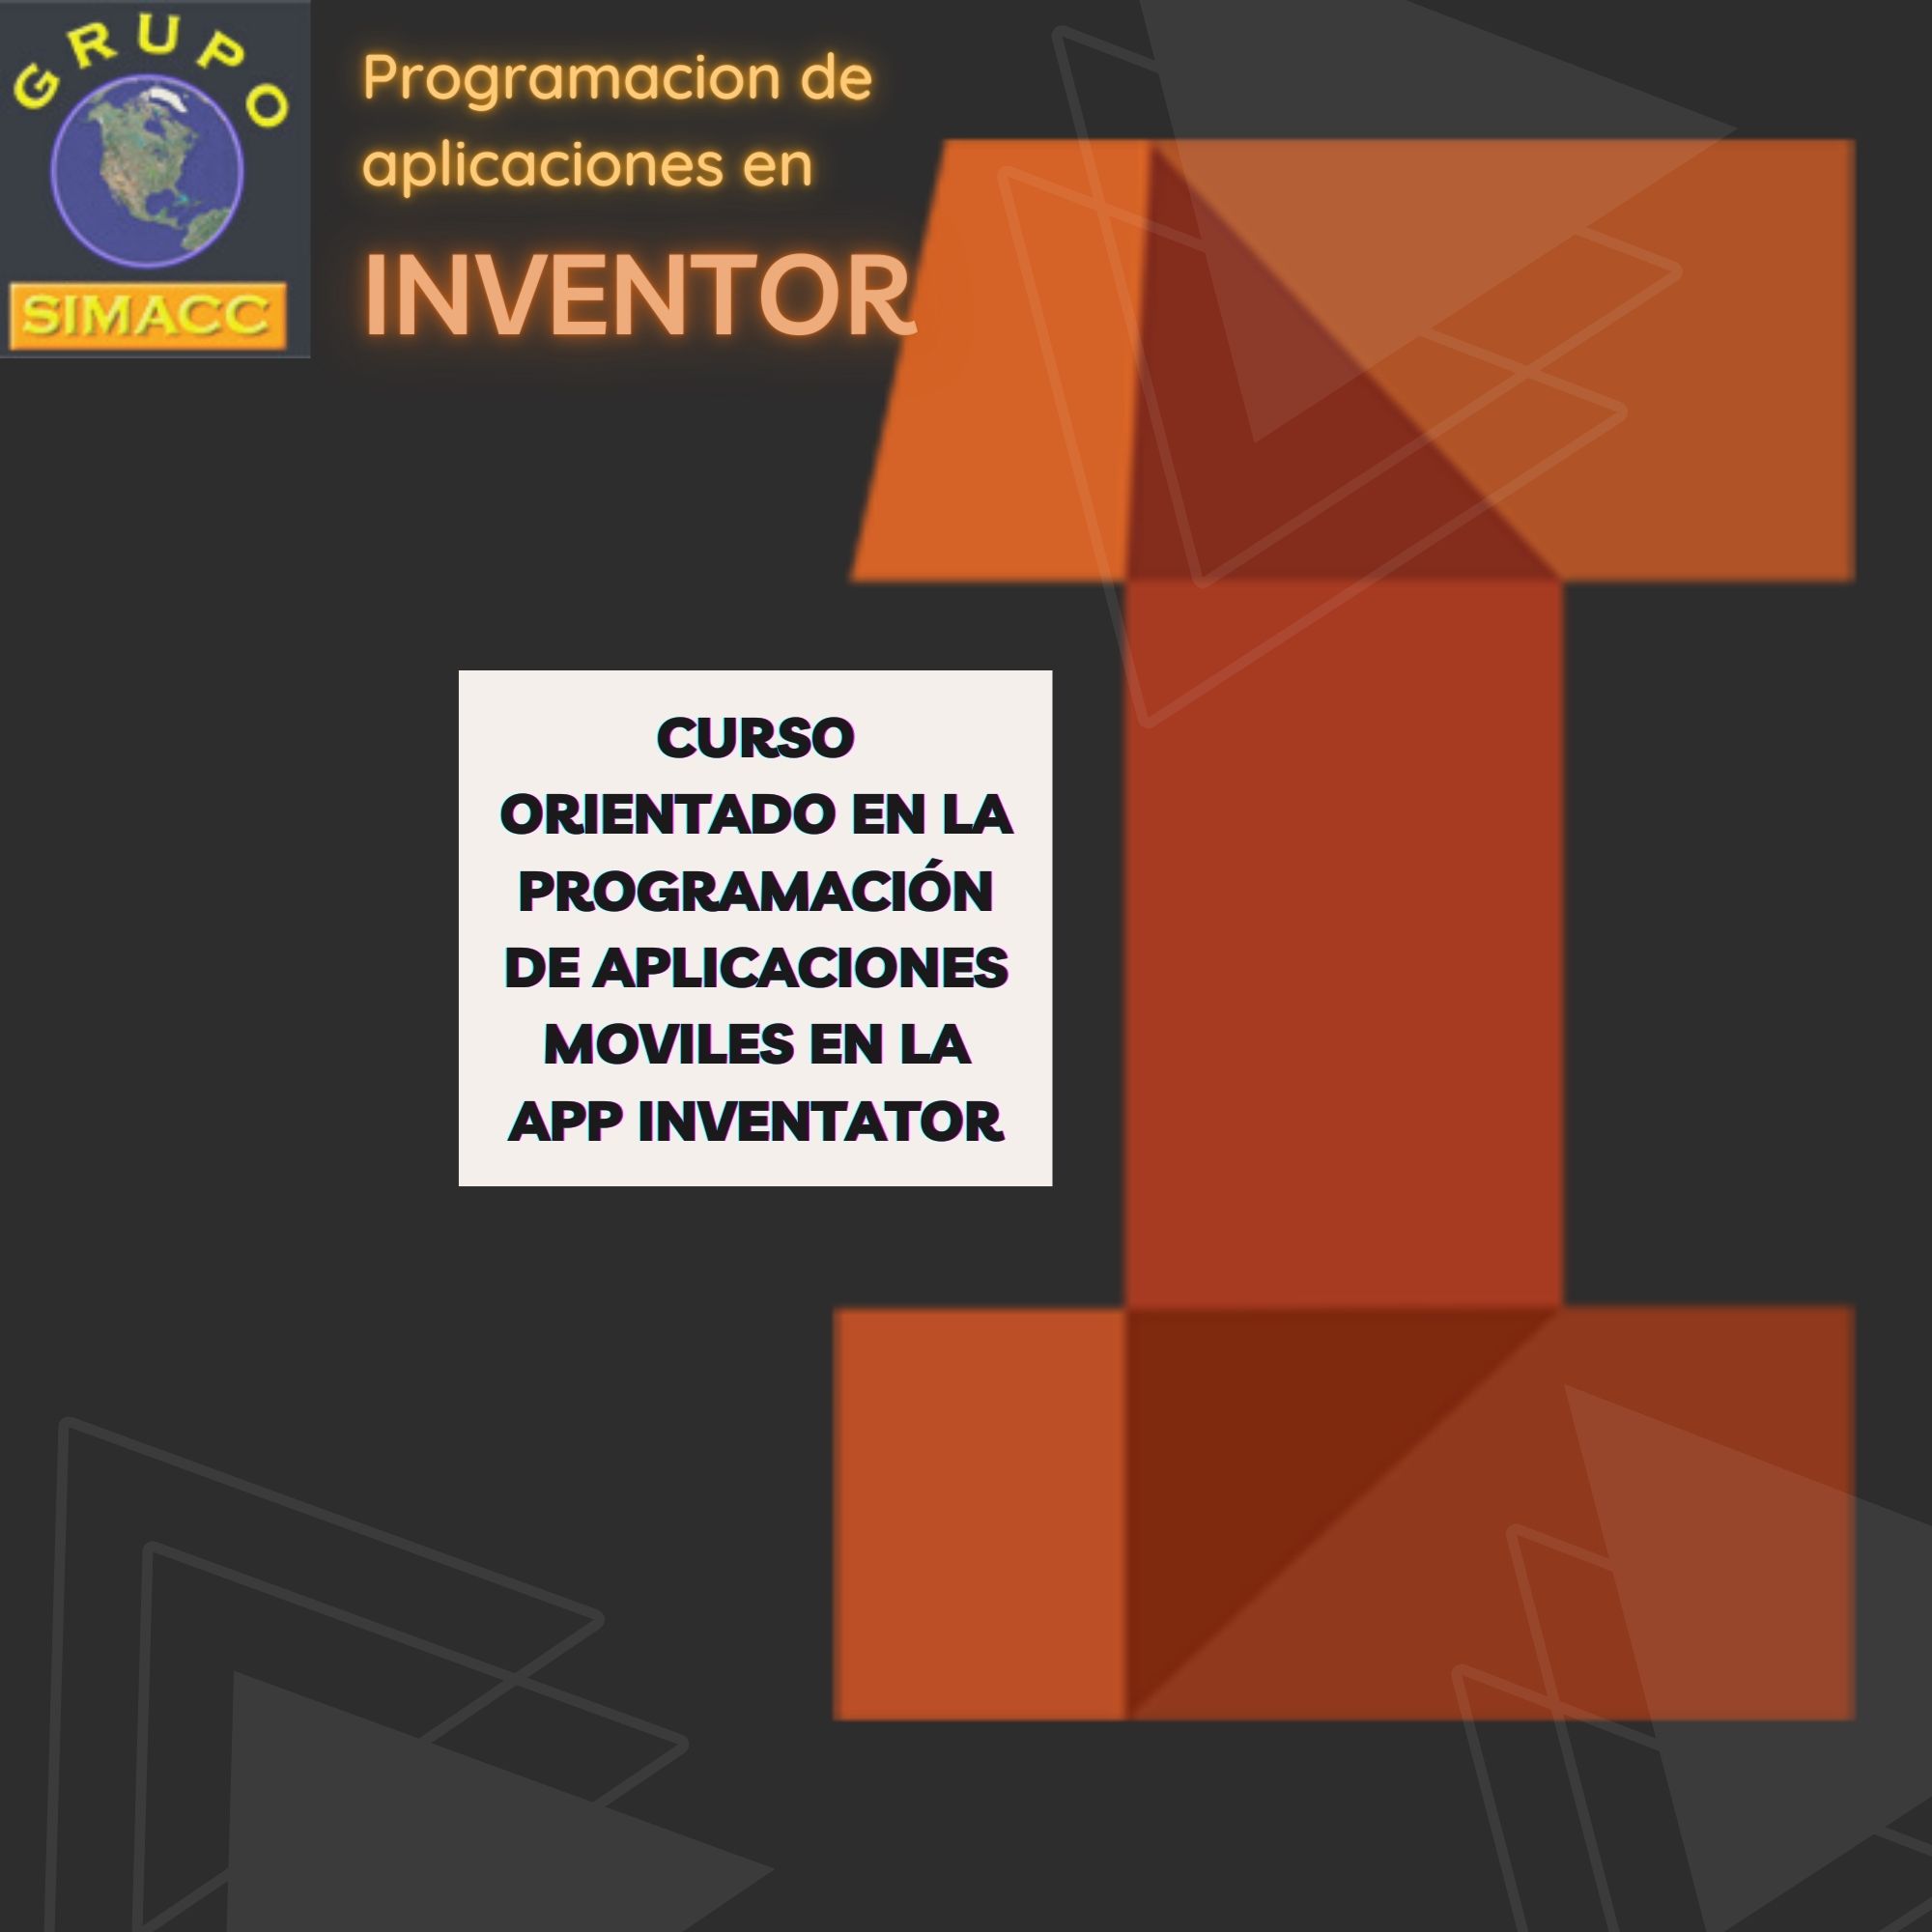 GRUPO
SIMACC
Programacion de
aplicaciones en
INVENTOR
CURSO
ORIENTADO EN LA
PROGRAMACIÓN
DE APLICACIONES
MOVILES EN LA
APP INVENTATOR